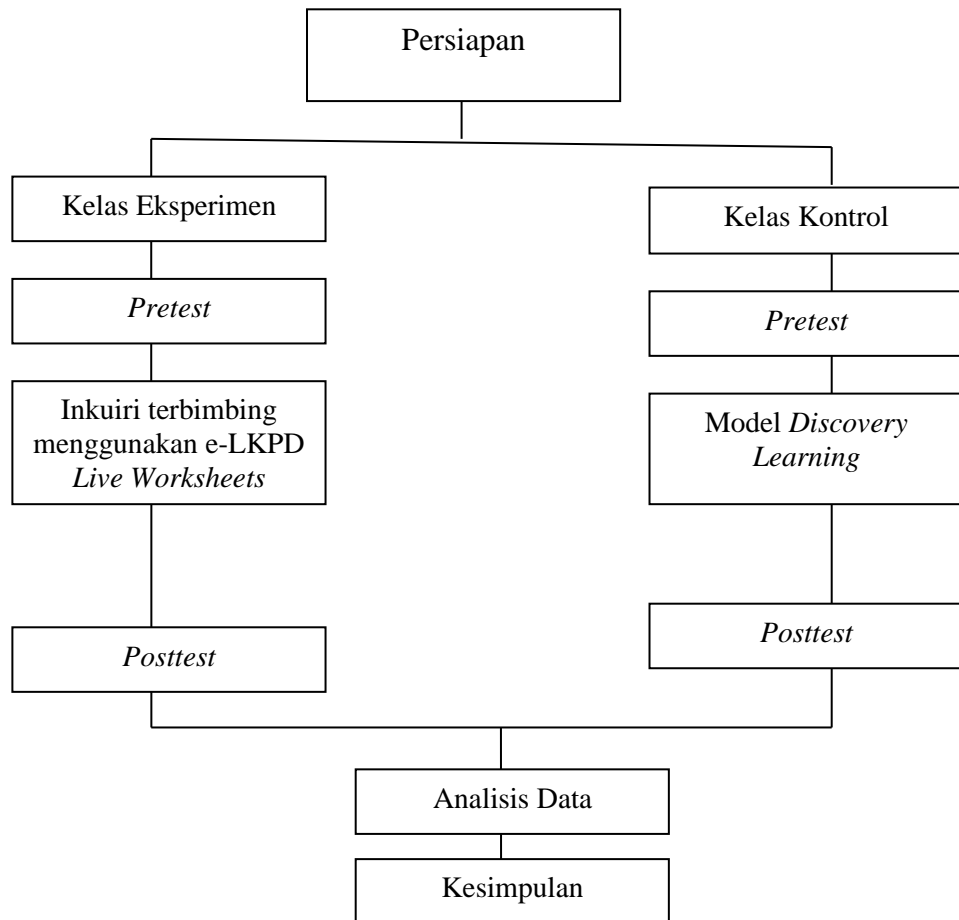 Persiapan
Kelas Eksperimen
Kelas Kontrol
Pretest
Pretest
Inkuiri terbimbing
menggunakan e-LKPD
Live Worksheets
Model Discovery
Learning
Posttest
Posttest
Analisis Data
Kesimpulan